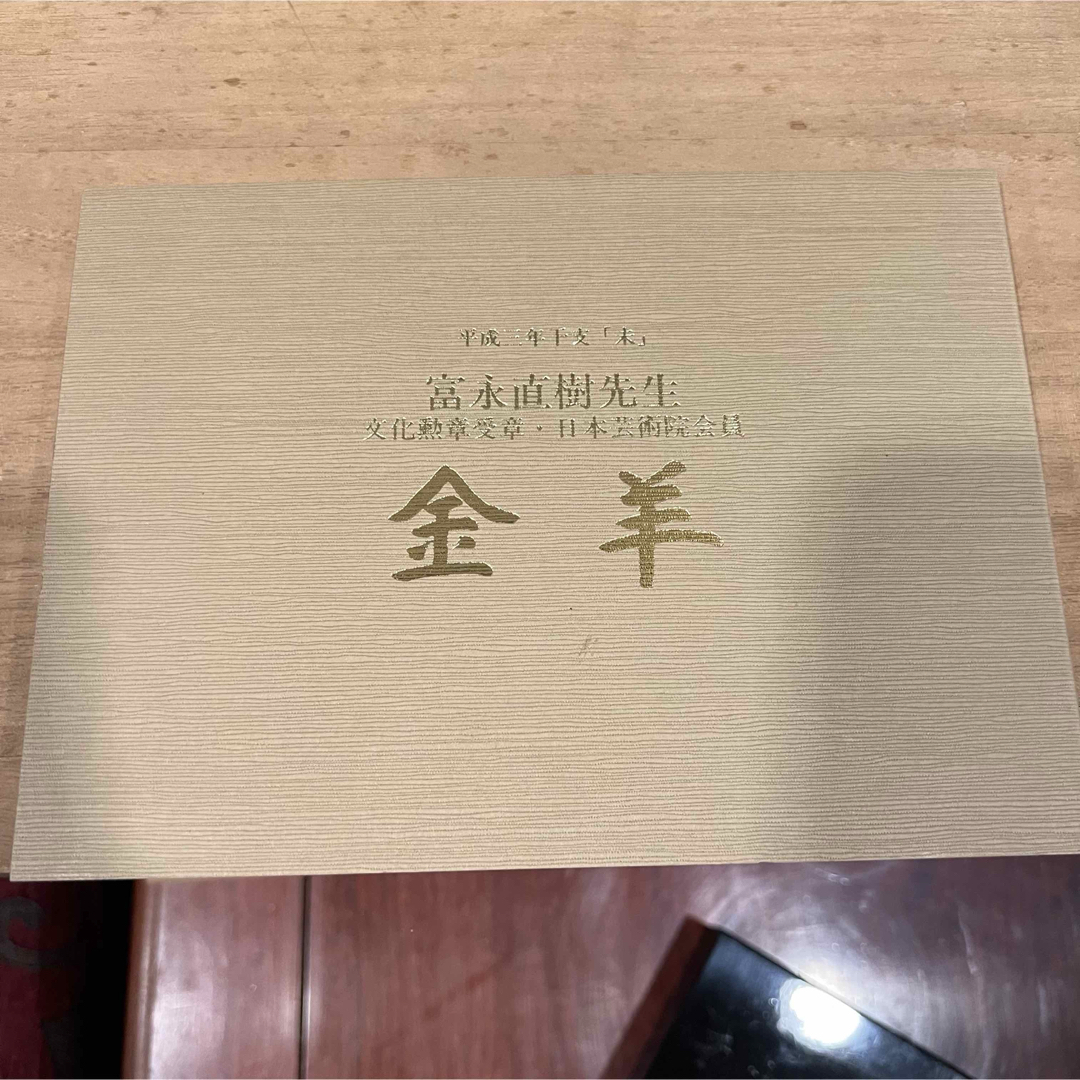 平成三年干支「未」
富永直樹先生
文化勲章受章・日本芸術院会員
金羊